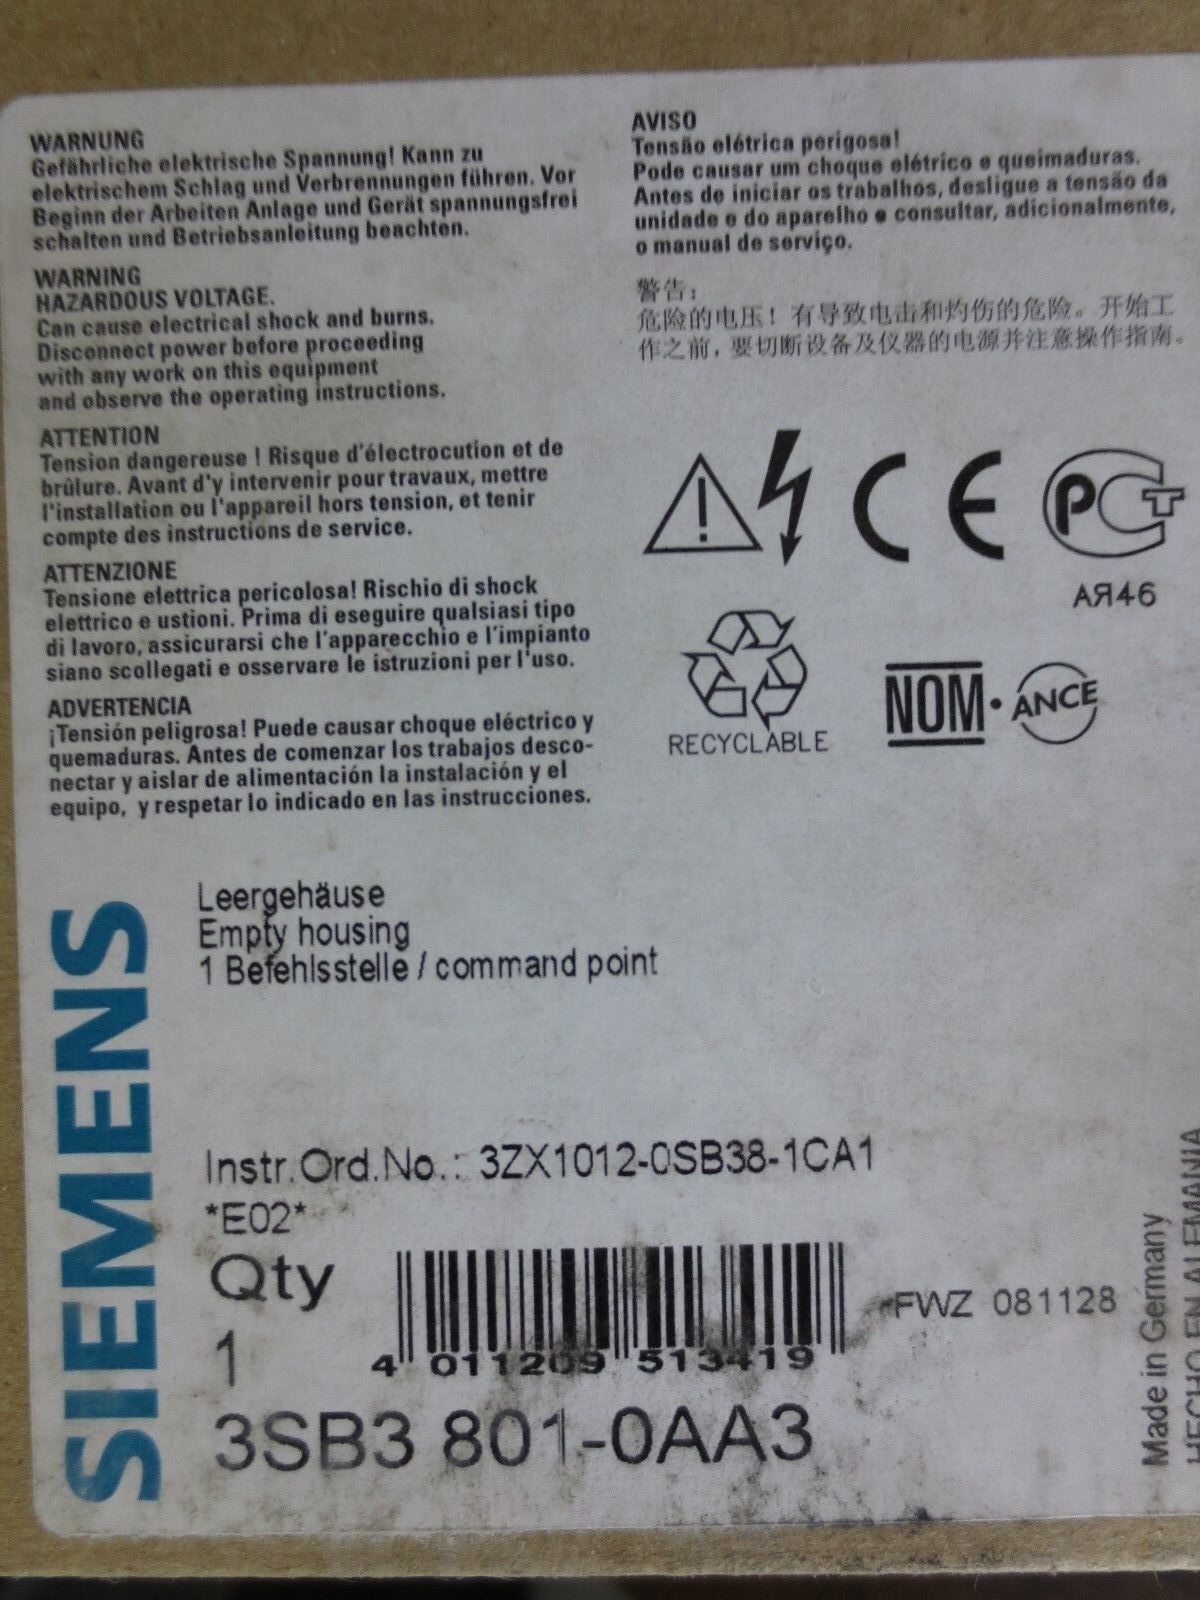 WARNUNG
Gefährliche elektrische Spannung! Kann zu
elektrischem Schlag und Verbrennungen führen. Vor
Beginn der Arbeiten Anlage und Gerät spannungsfrei
schalten und Betriebsanleitung beachten.
WARNING
HAZARDOUS VOLTAGE.
Can cause electrical shock and burns.
Disconnect power before proceeding
with any work on this equipment
and observe the operating instructions.
ATTENTION
Tension dangereuse ! Risque d'électrocution et de
brûlure. Avant d'y intervenir pour travaux, mettre
l'installation ou l'appareil hors tension, et tenir
compte des instructions de service.
ATTENZIONE
Tensione elettrica pericolosa! Rischio di shock
elettrico e ustioni. Prima di eseguire qualsiasi tipo
di lavoro, assicurarsi che l'apparecchio e l'impianto
siano scollegati e osservare le istruzioni per l'uso.
ADVERTENCIA
¡Tensión peligrosa! Puede causar choque eléctrico y
quemaduras. Antes de comenzar los trabajos desco-
nectar y aislar de alimentación la instalación y el
equipo, y respetar lo indicado en las instrucciones.
AVISO
Tensão elétrica perigosa!
Pode causar um choque elétrico e queimaduras.
Antes de iniciar os trabalhos, desligue a tensão da
unidade e do aparelho e consultar, adicionalmente,
o manual de serviço.
警告:
危险的电压! 有导致电击和灼伤的危险。开始工
作之前,要切断设备及仪器的电源并注意操作指南。
CE
РСТ
АЯ46
RECYCLABLE
NOM·ANCE
SIEMENS
Leergehäuse
Empty housing
1 Befehlsstelle / command point
Instr.Ord.No.: 3ZX1012-0SB38-1CA1
*E02*
Qty
1
4 011209 513419
FWZ 081128
3SB3 801-0AA3
Made in Germany
HECHO EN ALEMANIA